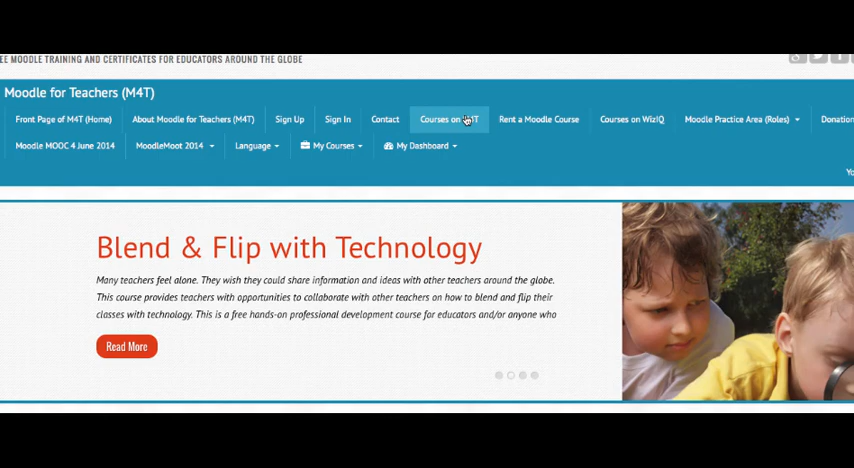 EE MOODLE TRAINING AND CERTIFICATES FOR EDUCATORS AROUND THE GLOBE
Moodle for Teachers (M4T)
Front Page of M4T (Home) About Moodle for Teachers (M4T) Sign Up Sign In Contact Courses on Rent a Moodle Course Courses on WizIQ Moodle Practice Area (Roles) Donation
Moodle MOOC 4 June 2014 MoodleMoot 2014 Language My Courses My Dashboard
Yo
Blend & Flip with Technology
Many teachers feel alone. They wish they could share information and ideas with other teachers around the globe.
This course provides teachers with opportunities to collaborate with other teachers on how to blend and flip their
classes with technology. This is a free hands-on professional development course for educators and/or anyone who
Read More